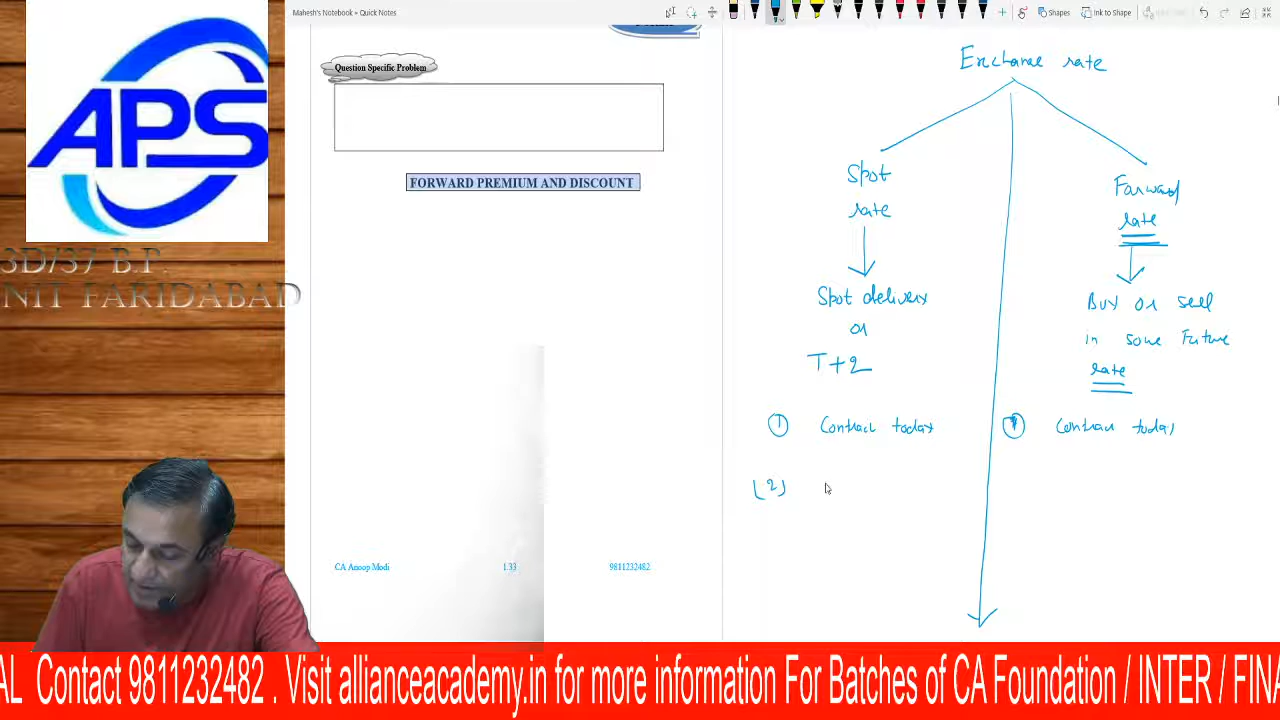 Mahesh's Notebook » Quick Notes
Shapes
Ink to Shape
Question Specific Problem
FORWARD PREMIUM AND DISCOUNT
CA Anoop Modi
1.33
9811232482
APS
3D/37 B.P.
NIT FARIDABAD
Exchange rate
Spot
rate
Spot delivery
or
T+2
① Contract today
(2)
Forward
rate
Buy or sell
in some Future
rate
Contract today
AL Contact 9811232482 . Visit allianceacademy.in for more information For Batches of CA Foundation / INTER / FINA